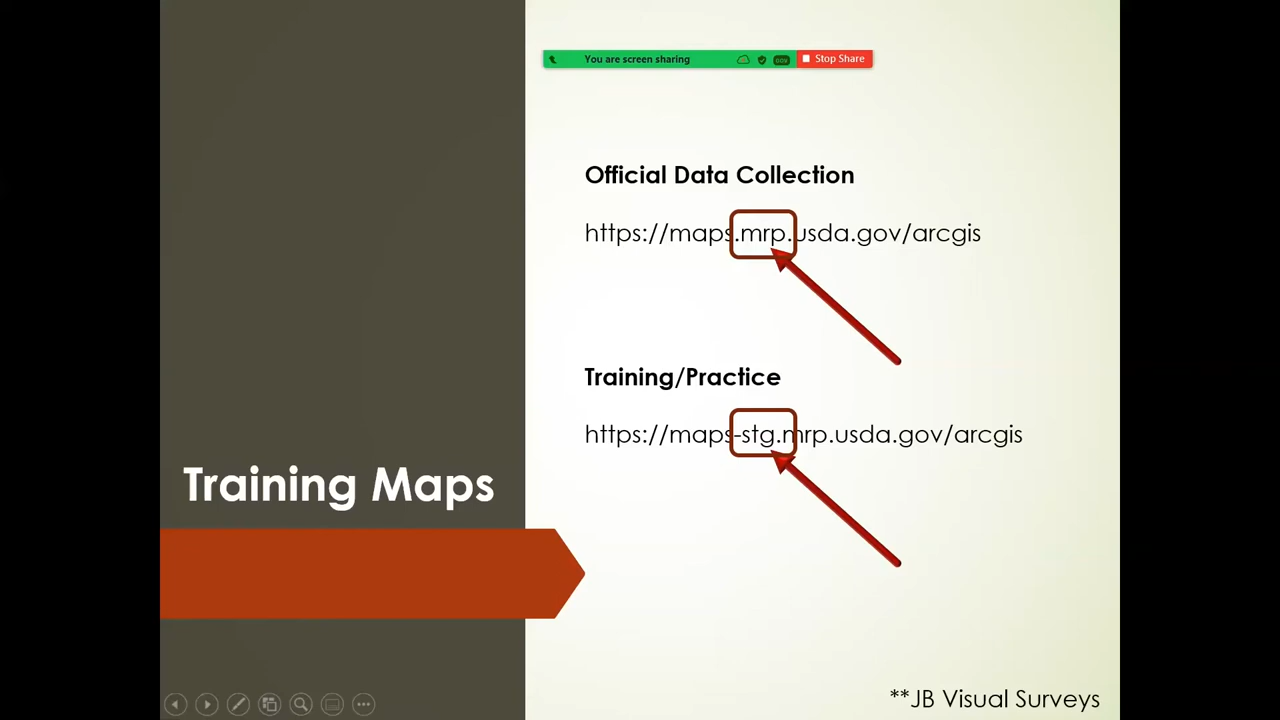 You are screen sharing
Stop Share
Official Data Collection
https://maps.mrp.usda.gov/arcgis
Training/Practice
https://maps-stg.mrp.usda.gov/arcgis
Training Maps
**JB Visual Surveys